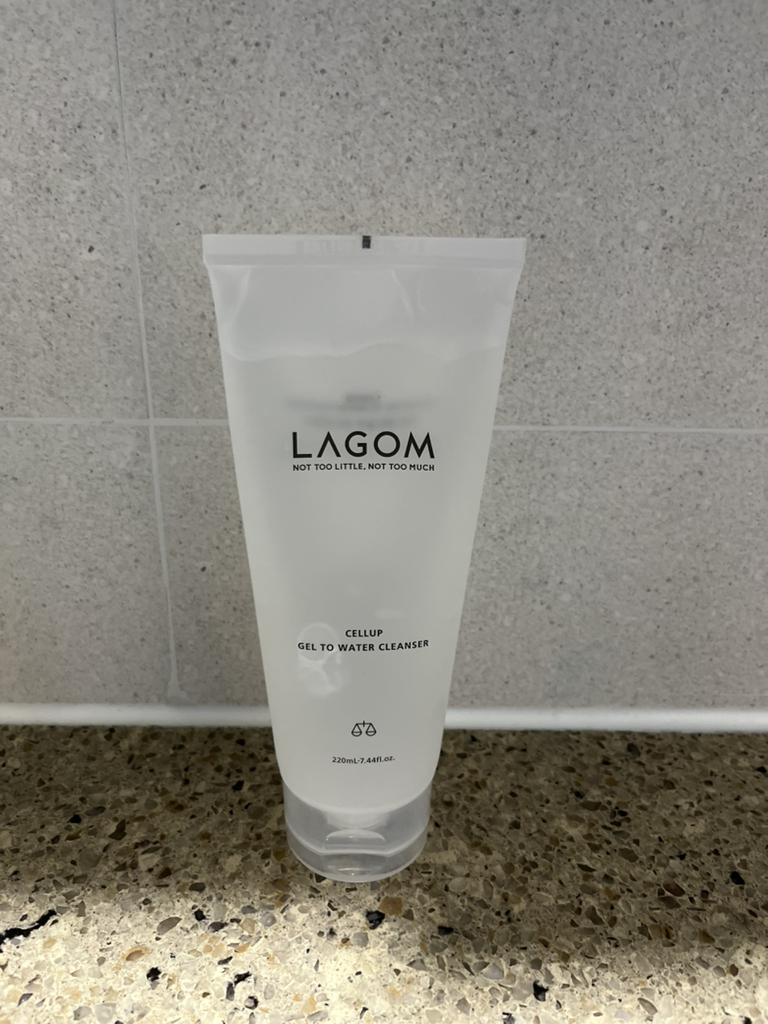 LAGOM
NOT TOO LITTLE, NOT TOO MUCH
CELLUP
GEL TO WATER CLEANSER
220mL·7.44fl.oz.